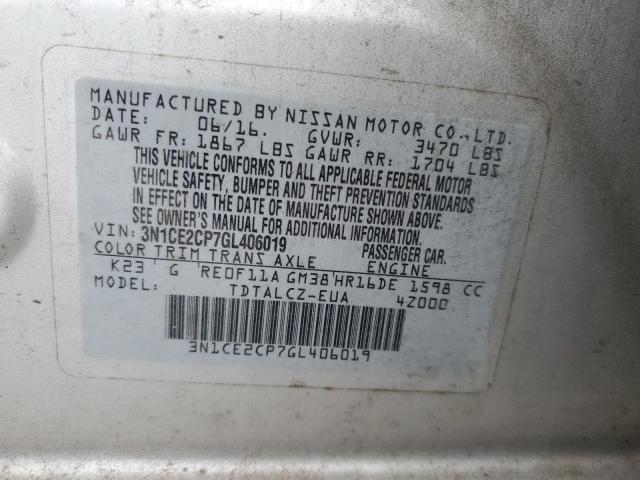 MANUFACTURED BY NISSAN MOTOR CO., LTD.
DATE: 06/16. GVWR: 3470 LBS
GAWR FR: 1867 LBS GAWR RR: 1704 LBS
THIS VEHICLE CONFORMS TO ALL APPLICABLE FEDERAL MOTOR
VEHICLE SAFETY, BUMPER AND THEFT PREVENTION STANDARDS
IN EFFECT ON THE DATE OF MANUFACTURE SHOWN ABOVE.
SEE OWNER'S MANUAL FOR ADDITIONAL INFORMATION.
VIN: 3N1CE2CP7GL406019 PASSENGER CAR.
COLOR TRIM TRANS AXLE ENGINE
K23 G RE0F11A GM38 HR16DE 1598 CC
MODEL: TDTALCZ-EUA 4Z000
3N1CE2CP7GL406019